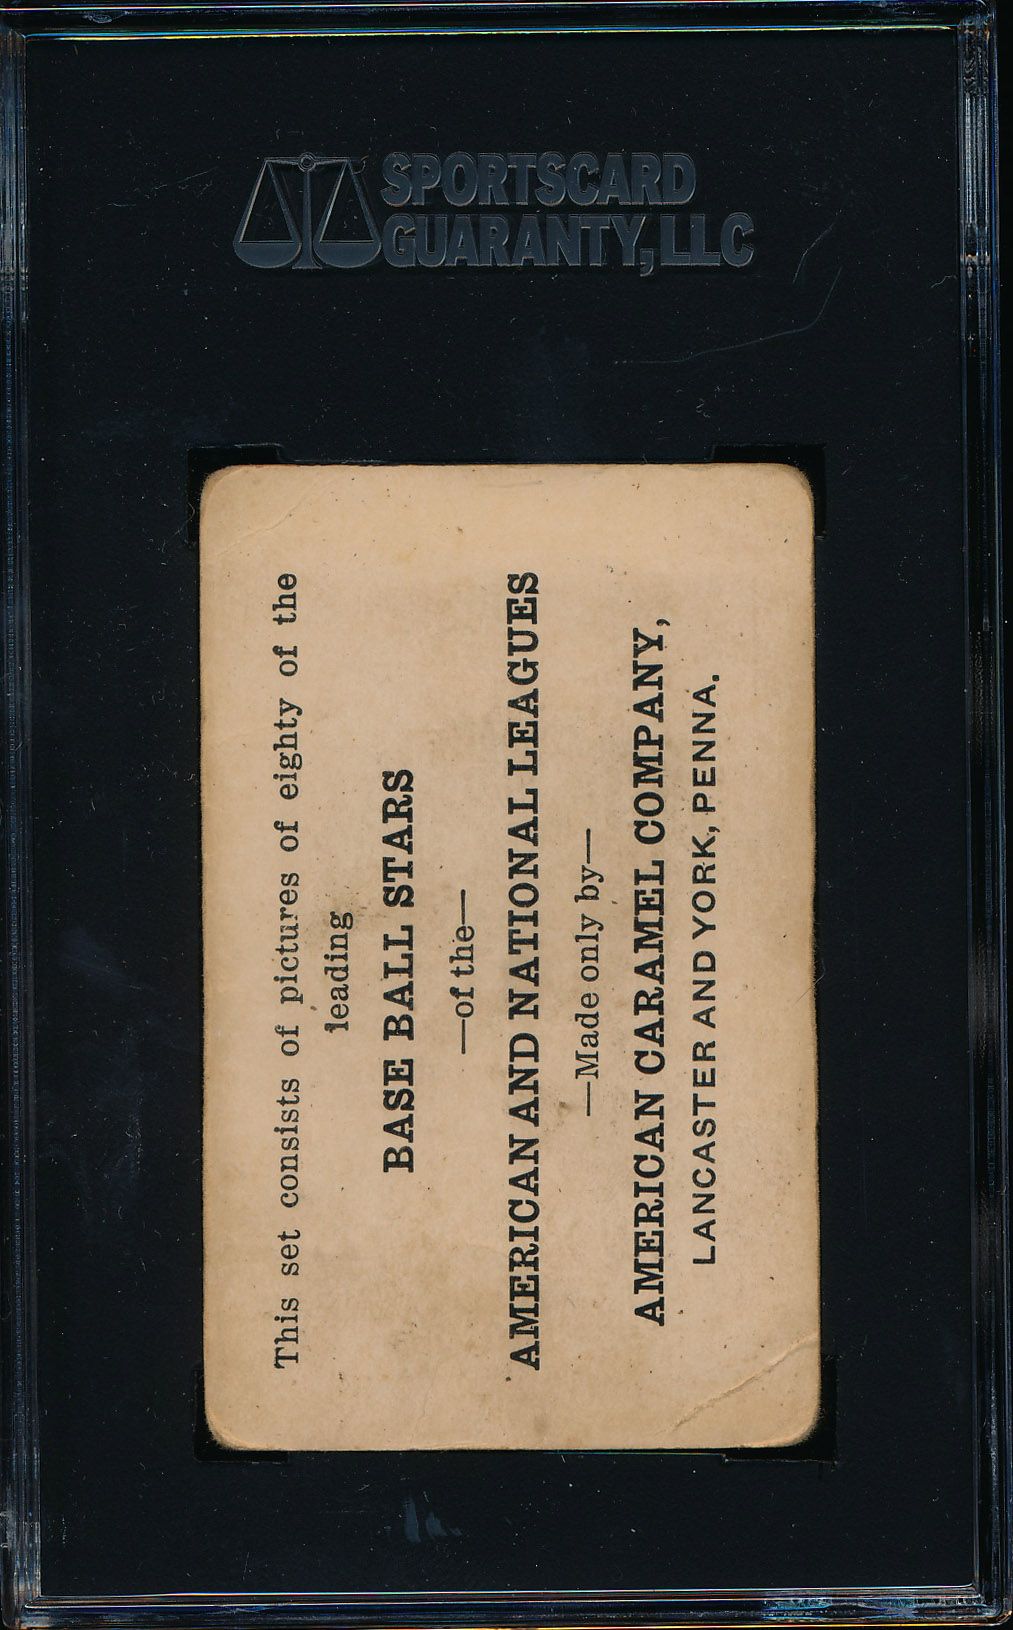 SPORTSCARD
GUARANTY, LLC
This set consists of pictures of eighty of the
leading
BASE BALL STARS
—of the—
AMERICAN AND NATIONAL LEAGUES
—Made only by—
AMERICAN CARAMEL COMPANY,
LANCASTER AND YORK, PENNA.